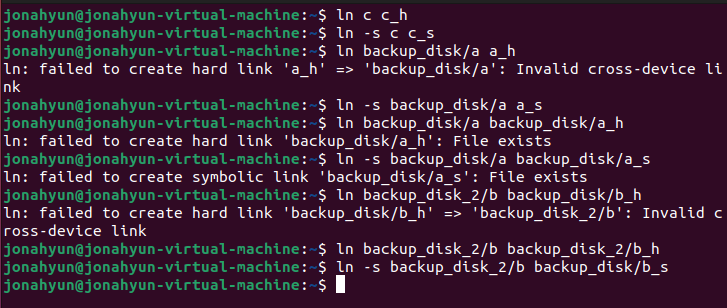 jonahyun@jonahyun-virtual-machine:~$ ln c c_h
jonahyun@jonahyun-virtual-machine:~$ ln -s c c_s
jonahyun@jonahyun-virtual-machine:~$ ln backup_disk/a a_h
ln: failed to create hard link 'a_h' => 'backup_disk/a': Invalid cross-device li
nk
jonahyun@jonahyun-virtual-machine:~$ ln -s backup_disk/a a_s
jonahyun@jonahyun-virtual-machine:~$ ln backup_disk/a backup_disk/a_h
ln: failed to create hard link 'backup_disk/a_h': File exists
jonahyun@jonahyun-virtual-machine:~$ ln -s backup_disk/a backup_disk/a_s
ln: failed to create symbolic link 'backup_disk/a_s': File exists
jonahyun@jonahyun-virtual-machine:~$ ln backup_disk_2/b backup_disk/b_h
ln: failed to create hard link 'backup_disk/b_h' => 'backup_disk_2/b': Invalid c
ross-device link
jonahyun@jonahyun-virtual-machine:~$ ln backup_disk_2/b backup_disk_2/b_h
jonahyun@jonahyun-virtual-machine:~$ ln -s backup_disk_2/b backup_disk/b_s
jonahyun@jonahyun-virtual-machine:~$